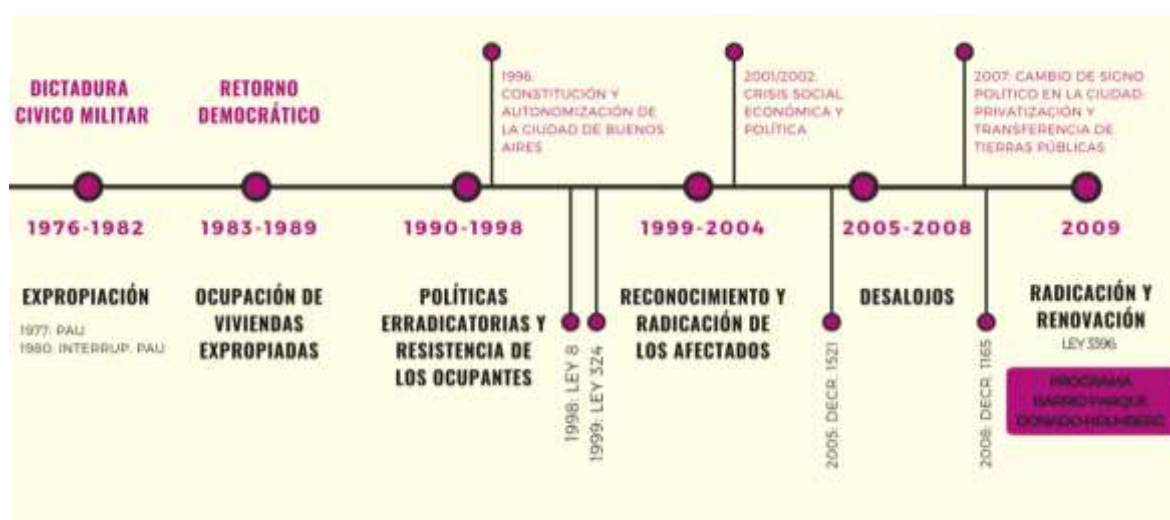 DICTADURA
CIVICO MILITAR
RETORNO
DEMOCRÁTICO
1996:
CONSTITUCIÓN Y
AUTONOMIZACIÓN DE
LA CIUDAD DE BUENOS
AIRES
2001/2002:
CRISIS SOCIAL
ECONÓMICA Y
POLÍTICA
2007: CAMBIO DE SIGNO
POLÍTICO EN LA CIUDAD:
PRIVATIZACIÓN Y
TRANSFERENCIA DE
TIERRAS PÚBLICAS
1976-1982
1983-1989
1990-1998
1999-2004
2005-2008
2009
EXPROPIACIÓN
1977: PAU
1980: INTERRUP. PAU
OCUPACIÓN DE
VIVIENDAS
EXPROPIADAS
POLÍTICAS
ERRADICATORIAS Y
RESISTENCIA DE
LOS OCUPANTES
1998: LEY 8
1999: LEY 324
RECONOCIMIENTO Y
RADICACIÓN DE
LOS AFECTADOS
2005: DECR. 1521
DESALOJOS
2008: DECR. 1165
RADICACIÓN Y
RENOVACIÓN
LEY 3396
PROGRAMA
BARRIO PARQUE
DONADO-HOLMBERG